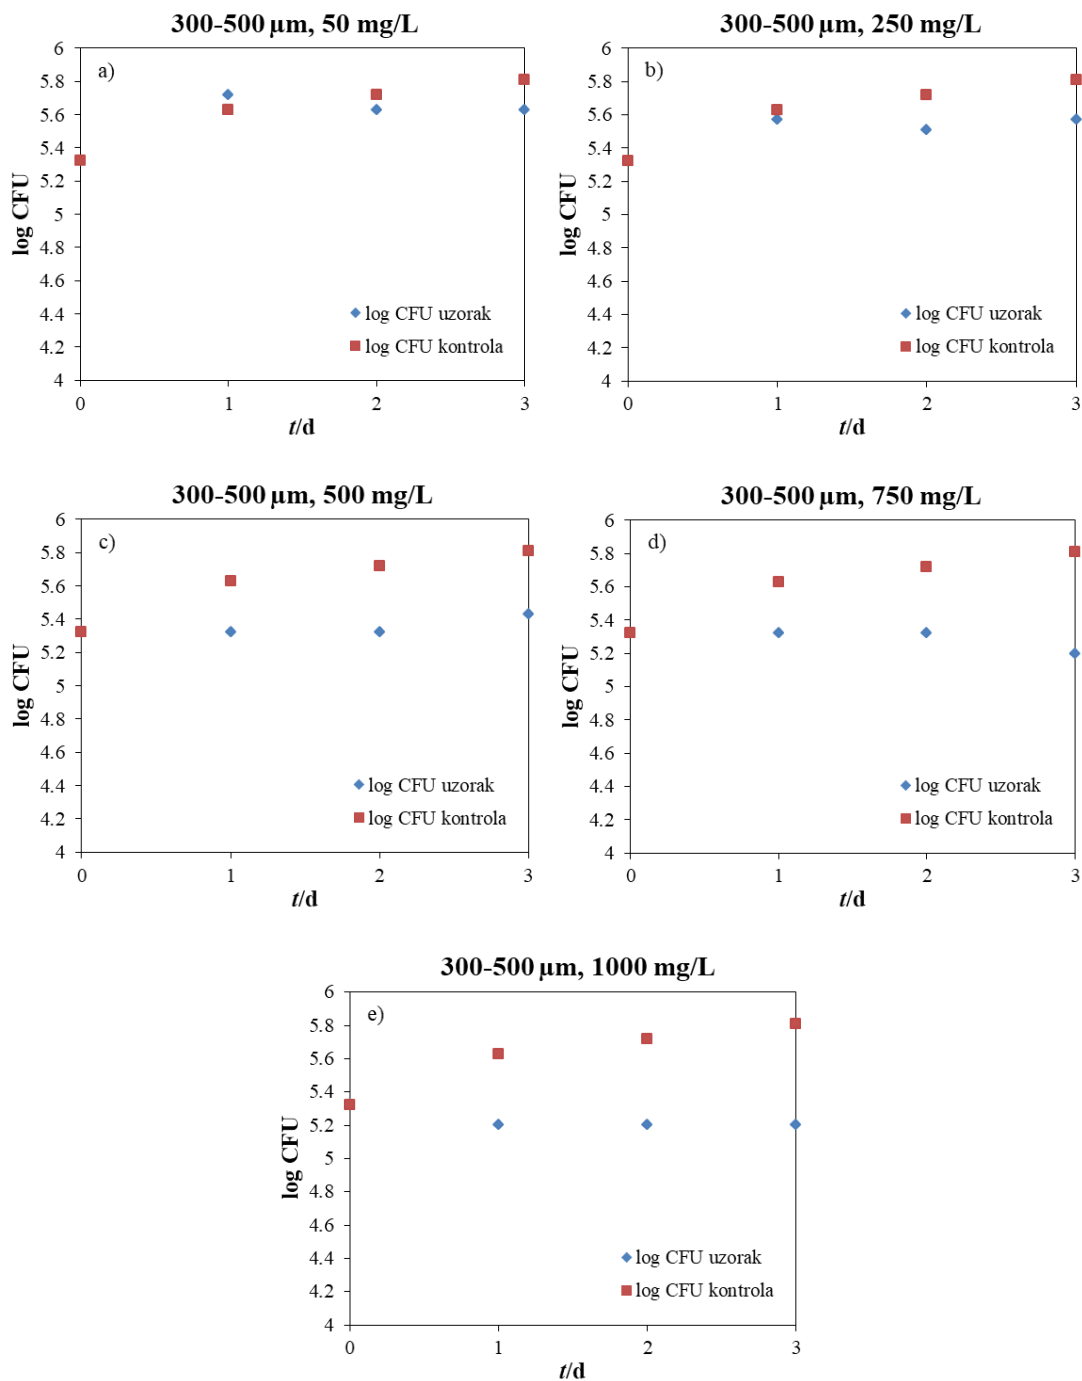 300-500 µm, 50 mg/L
a)
6
5.8
5.6
5.4
5.2
5
4.8
4.6
4.4
4.2
4
log CFU
log CFU uzorak
log CFU kontrola
0 1 2 3
t/d
300-500 µm, 250 mg/L
b)
6
5.8
5.6
5.4
5.2
5
4.8
4.6
4.4
4.2
4
log CFU
log CFU uzorak
log CFU kontrola
0 1 2 3
t/d
300-500 µm, 500 mg/L
c)
6
5.8
5.6
5.4
5.2
5
4.8
4.6
4.4
4.2
4
log CFU
log CFU uzorak
log CFU kontrola
0 1 2 3
t/d
300-500 µm, 750 mg/L
d)
6
5.8
5.6
5.4
5.2
5
4.8
4.6
4.4
4.2
4
log CFU
log CFU uzorak
log CFU kontrola
0 1 2 3
t/d
300-500 µm, 1000 mg/L
e)
6
5.8
5.6
5.4
5.2
5
4.8
4.6
4.4
4.2
4
log CFU
log CFU uzorak
log CFU kontrola
0 1 2 3
t/d